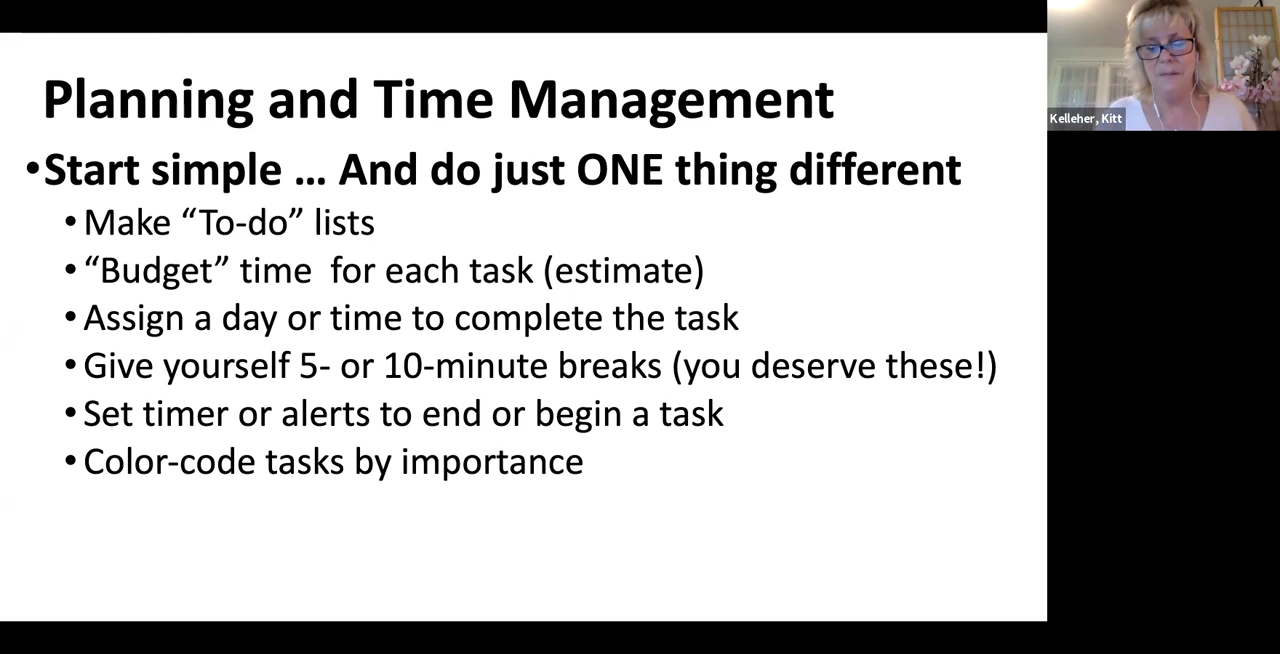 Planning and Time Management
•Start simple … And do just ONE thing different
•Make “To-do” lists
•“Budget” time  for each task (estimate)
•Assign a day or time to complete the task
•Give yourself 5- or 10-minute breaks (you deserve these!)
•Set timer or alerts to end or begin a task
•Color-code tasks by importance
Kelleher, Kitt